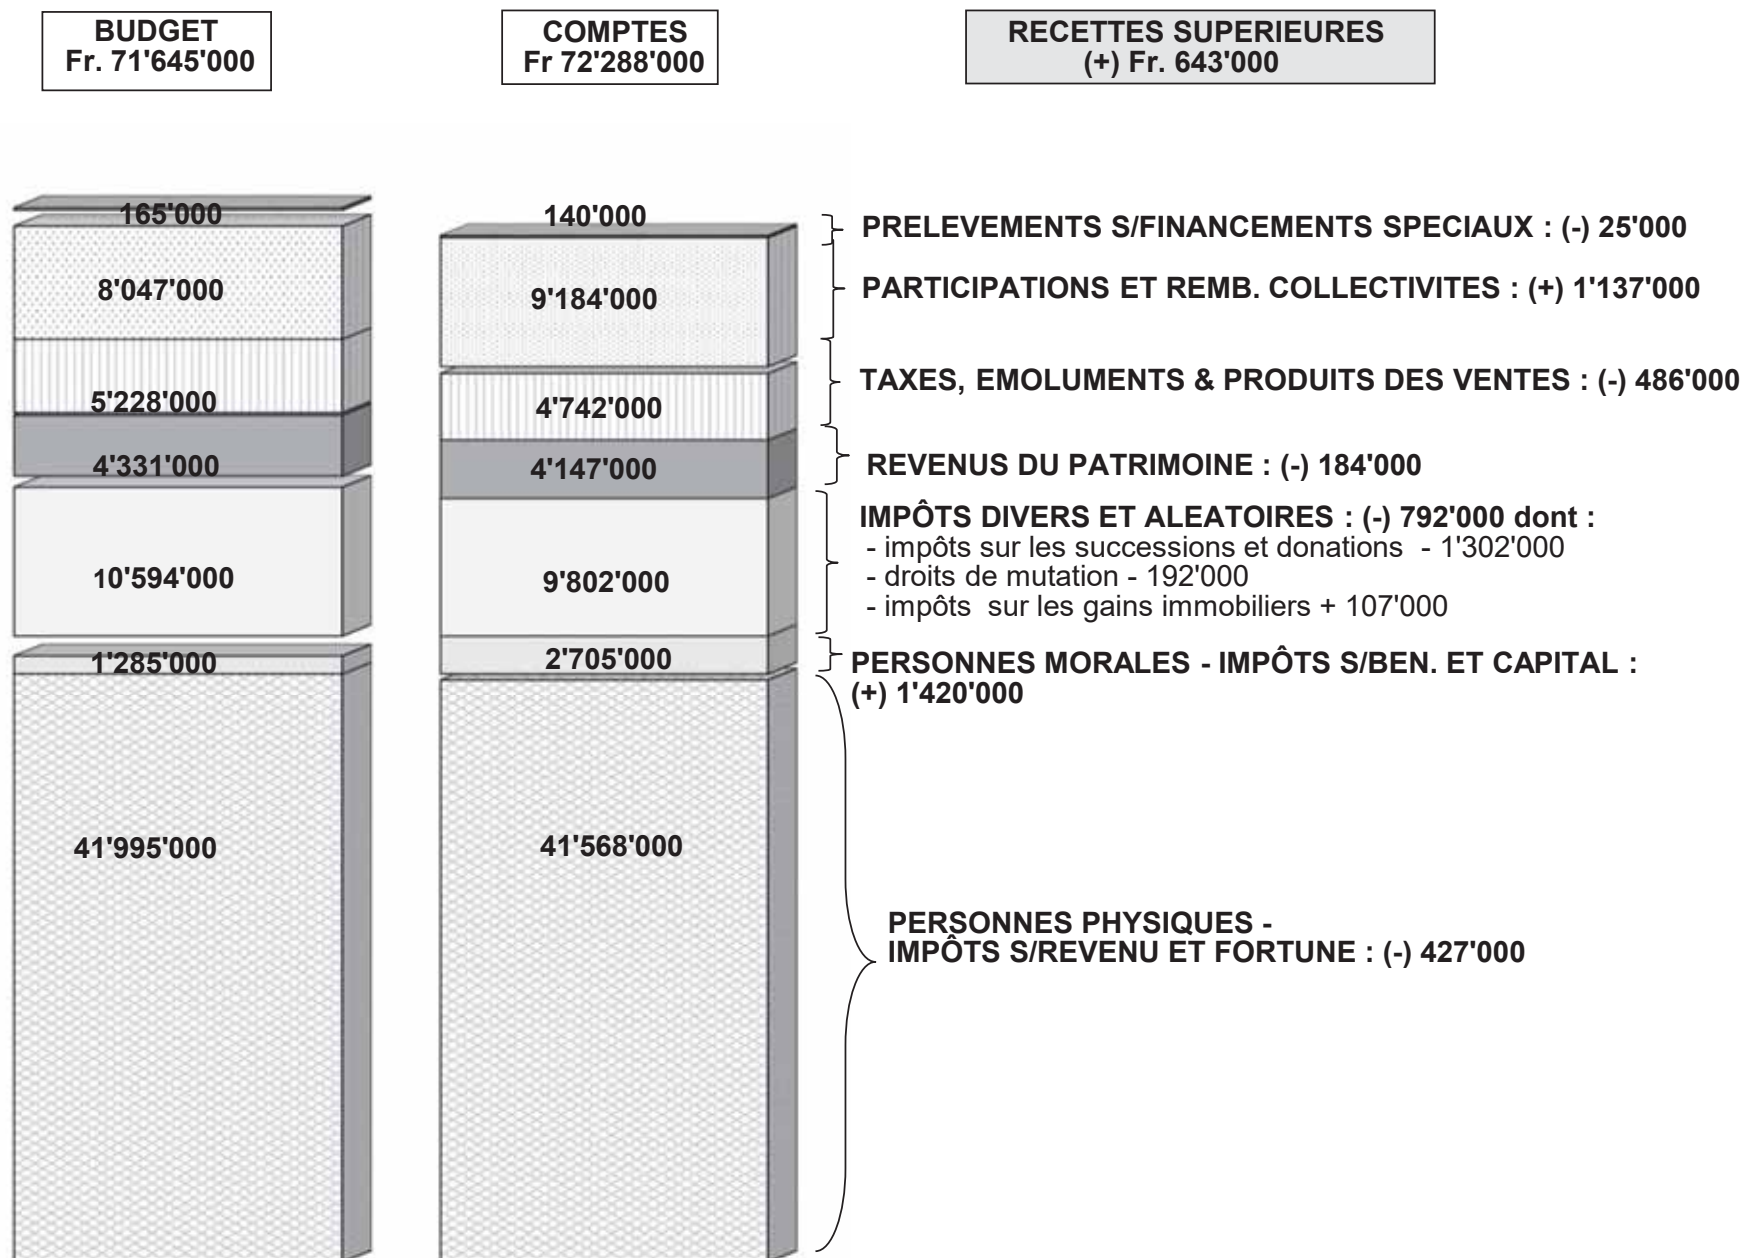 BUDGET
Fr. 71'645'000
COMPTES
Fr 72'288'000
RECETTES SUPERIEURES
(+) Fr. 643'000
165'000
8'047'000
5'228'000
4'331'000
10'594'000
1'285'000
41'995'000
140'000
9'184'000
4'742'000
4'147'000
9'802'000
2'705'000
41'568'000
PRELEVEMENTS S/FINANCEMENTS SPECIAUX : (-) 25'000
PARTICIPATIONS ET REMB. COLLECTIVITES : (+) 1'137'000
TAXES, EMOLUMENTS & PRODUITS DES VENTES : (-) 486'000
REVENUS DU PATRIMOINE : (-) 184'000
IMPÔTS DIVERS ET ALEATOIRES : (-) 792'000 dont :
- impôts sur les successions et donations - 1'302'000
- droits de mutation - 192'000
- impôts sur les gains immobiliers + 107'000
PERSONNES MORALES - IMPÔTS S/BEN. ET CAPITAL :
(+) 1'420'000
PERSONNES PHYSIQUES -
IMPÔTS S/REVENU ET FORTUNE : (-) 427'000